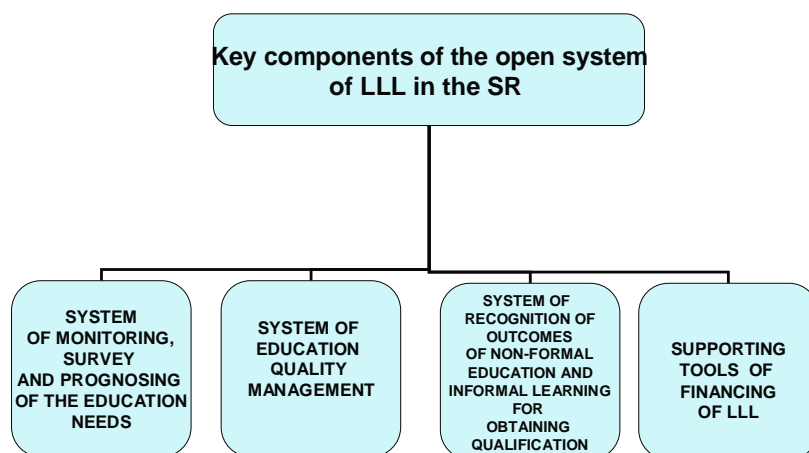 Key components of the open system
of LLL in the SR
SYSTEM
OF MONITORING,
SURVEY
AND PROGNOSING
OF THE EDUCATION
NEEDS
SYSTEM OF
EDUCATION
QUALITY
MANAGEMENT
SYSTEM OF
RECOGNITION OF
OUTCOMES
OF NON-FORMAL
EDUCATION AND
INFORMAL LEARNING
FOR
OBTAINING
QUALIFICATION
SUPPORTING
TOOLS OF
FINANCING
OF LLL